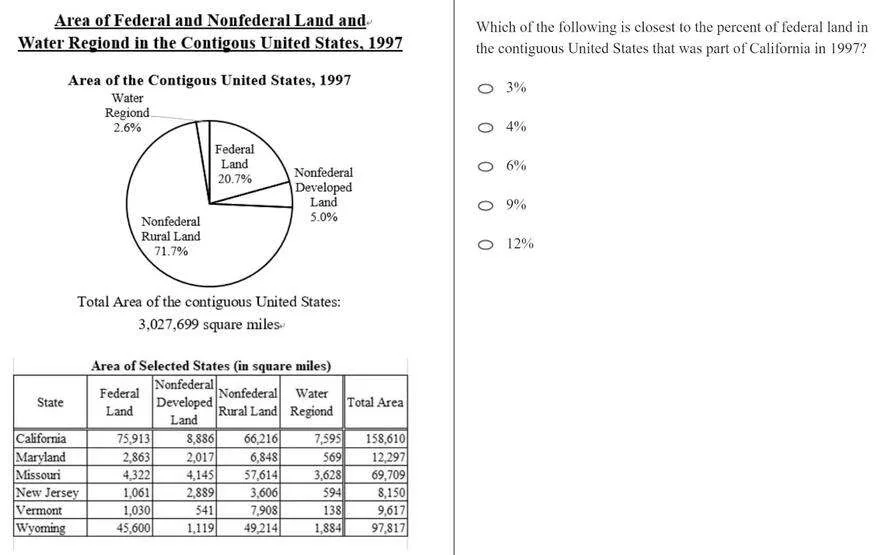 Area of Federal and Nonfederal Land and
Water Regiond in the Contigous United States, 1997
Area of the Contigous United States, 1997
Water
Regiond
2.6%
Federal
Land
20.7%
Nonfederal
Developed
Land
5.0%
Nonfederal
Rural Land
71.7%
Total Area of the contiguous United States:
3,027,699 square miles
Area of Selected States (in square miles)
State Federal Land Nonfederal Developed Land Nonfederal Rural Land Water Regiond Total Area
California 75,913 8,886 66,216 7,595 158,610
Maryland 2,863 2,017 6,848 569 12,297
Missouri 4,322 4,145 57,614 3,628 69,709
New Jersey 1,061 2,889 3,606 594 8,150
Vermont 1,030 541 7,908 138 9,617
Wyoming 45,600 1,119 49,214 1,884 97,817
Which of the following is closest to the percent of federal land in
the contiguous United States that was part of California in 1997?
3%
4%
6%
9%
12%